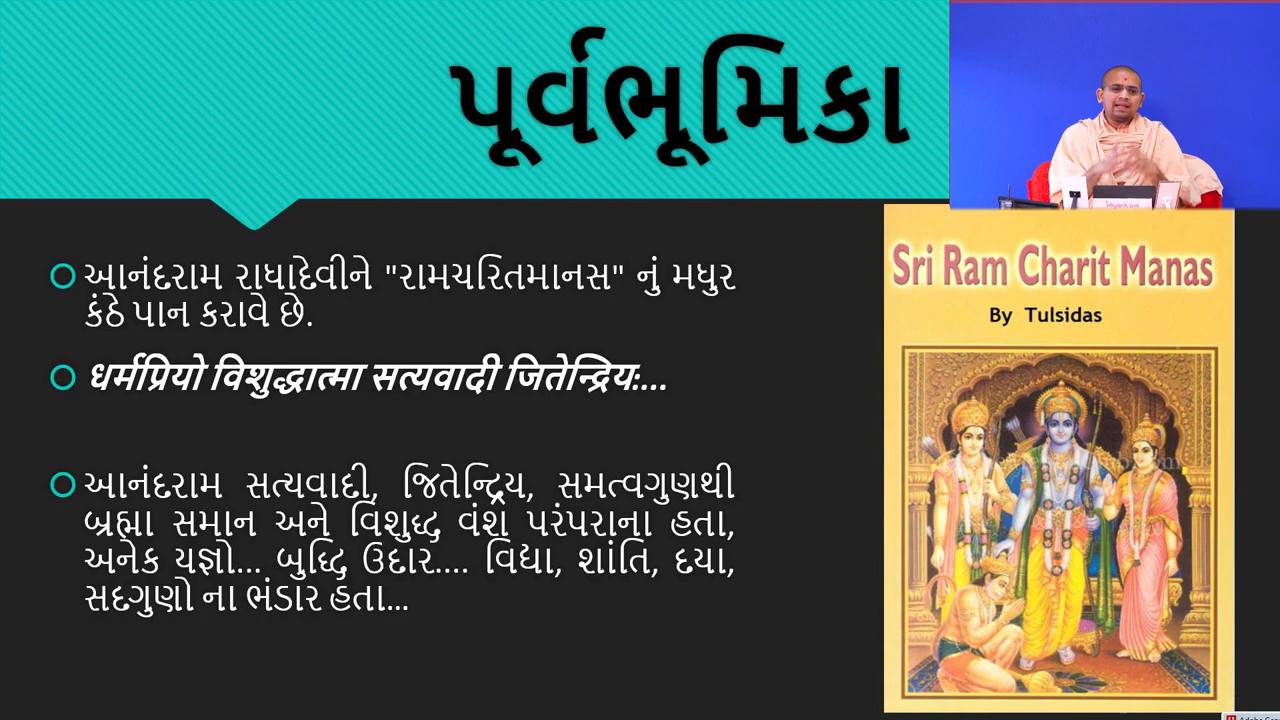 પૂર્વભૂમિકા
આનંદરામ રાધાદેવીને "રામચરિતમાનસ" નું મધુર
કંઠે પાન કરાવે છે.
धर्मप्रियो विशुद्धात्मा सत्यवादी जितेन्द्रियः...
આનંદરામ સત્યવાદી, જિતેન્દ્રિય, સમત્વગુણથી
બ્રહ્મા સમાન અને વિશુદ્ધ વંશ પરંપરાના હતા,
અનેક યજ્ઞો... બુદ્ધિ ઉદાર.... વિદ્યા, શાંતિ, દયા,
સદગુણો ના ભંડાર હતા...
Sri Ram Charit Manas
By Tulsidas